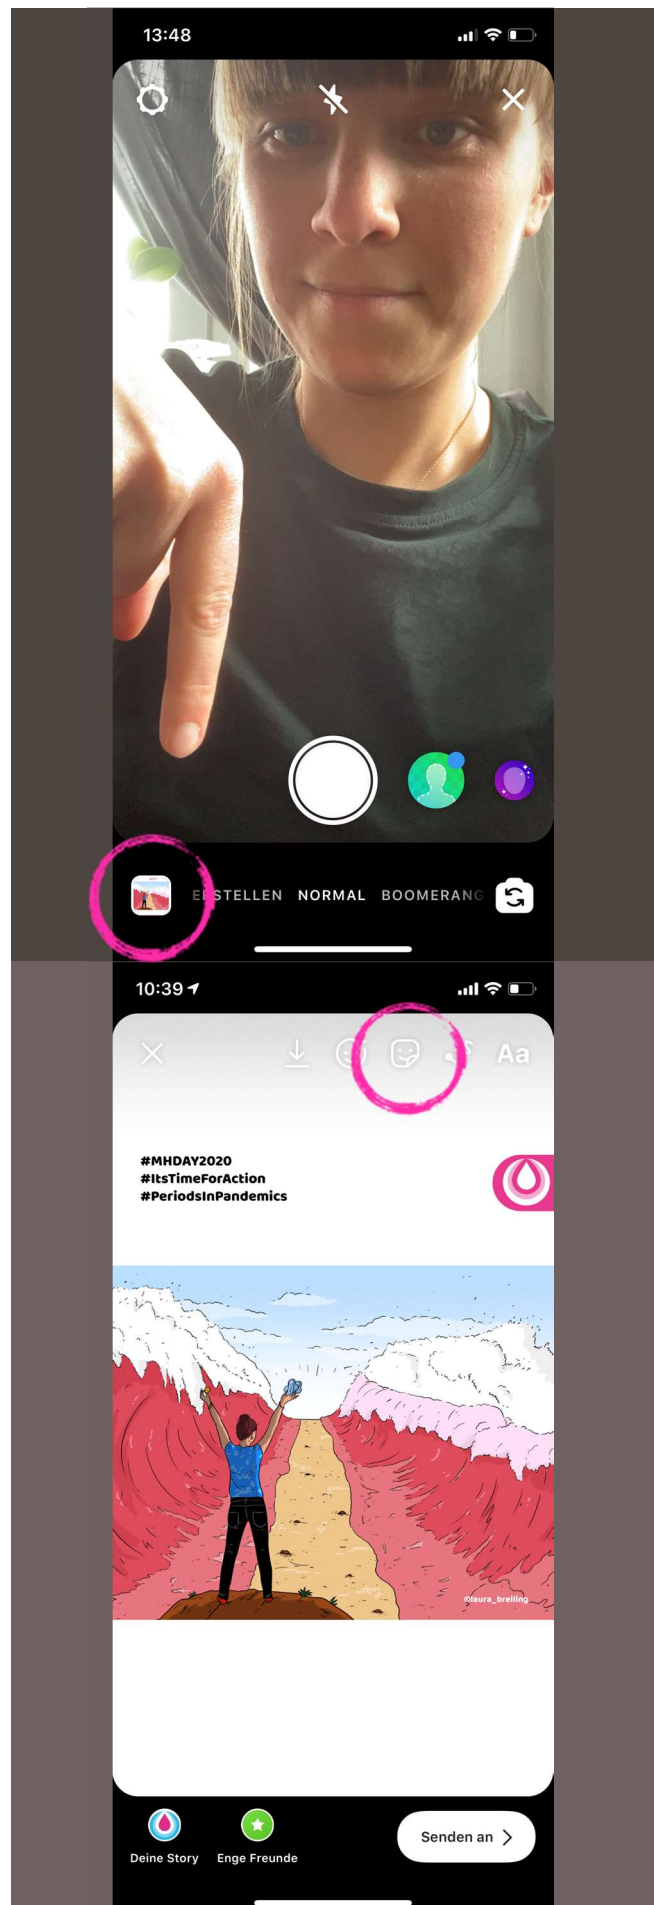 13:48
ERSTELLEN NORMAL BOOMERANG
10:39
Aa
#MHDAY2020
#ItsTimeForAction
#PeriodsInPandemics
@laura_breiling
Deine Story Enge Freunde Senden an